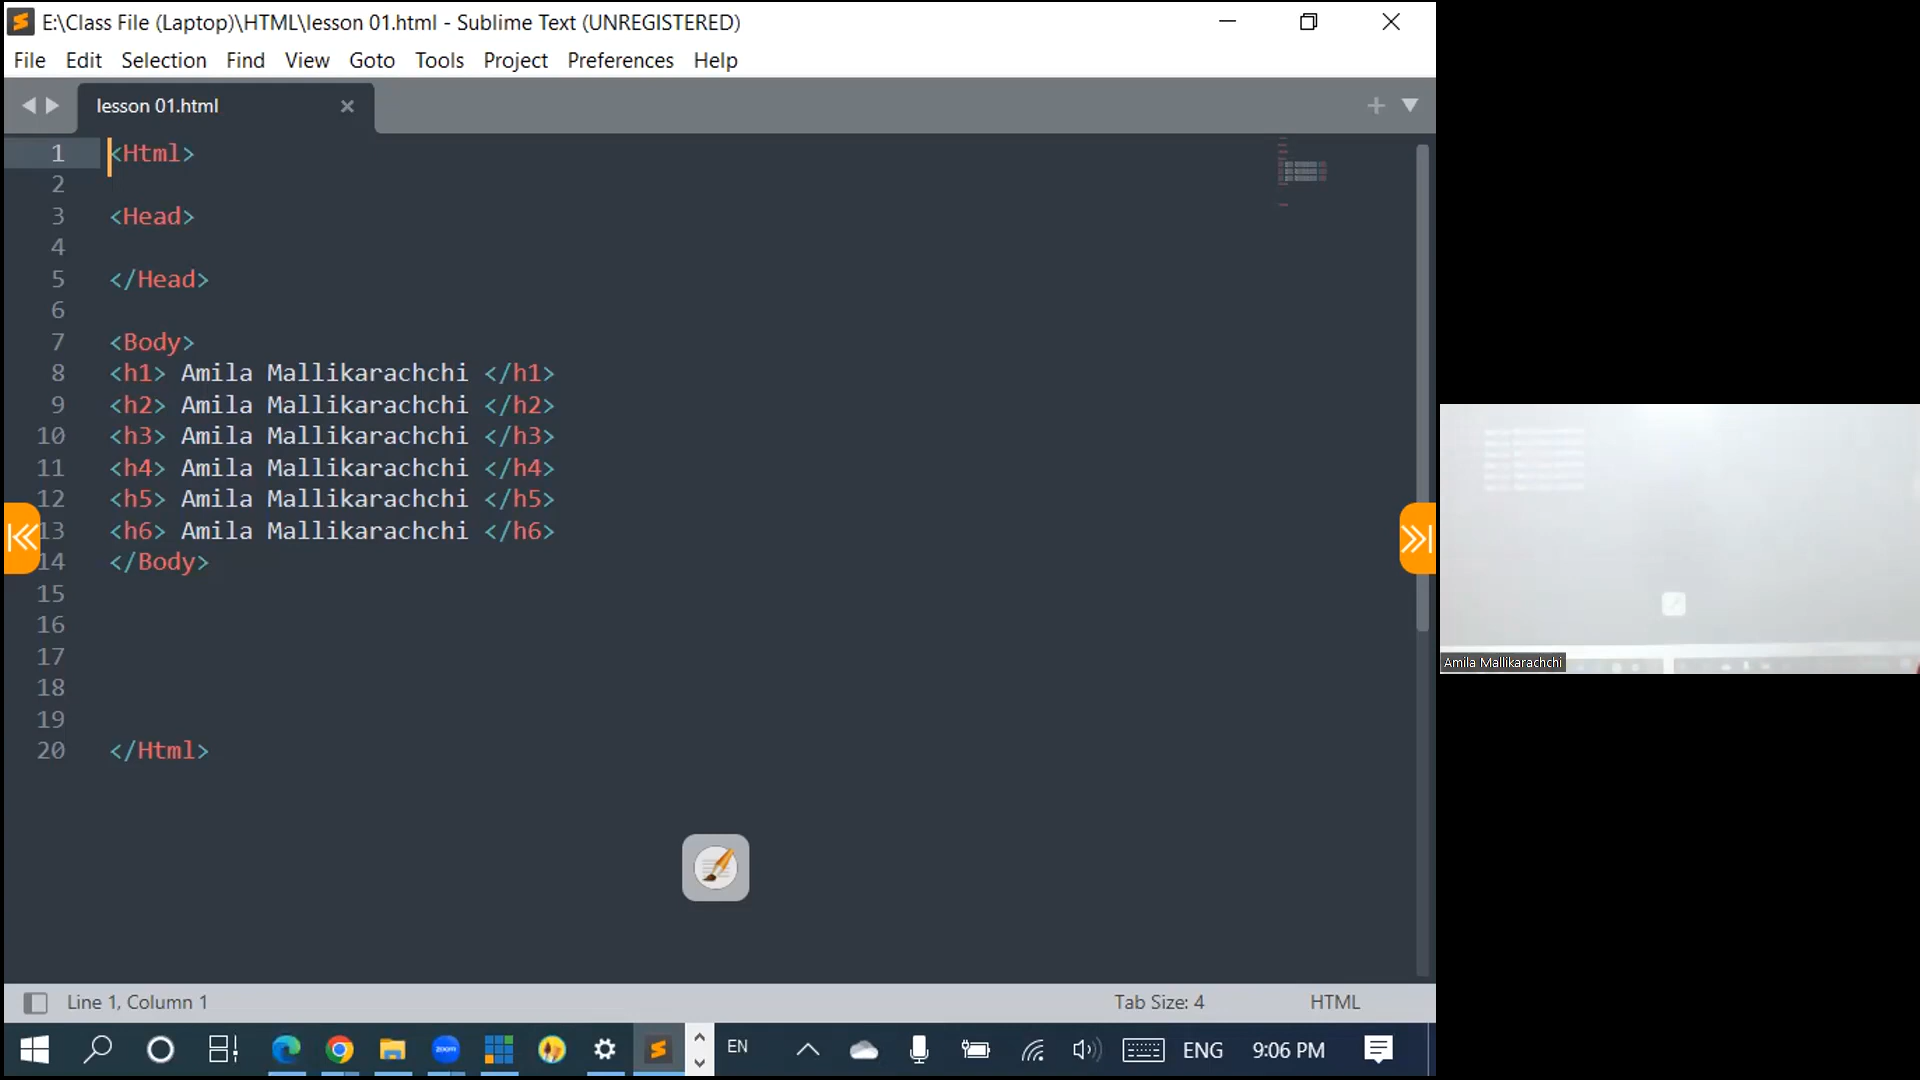 E:\Class File (Laptop)\HTML\lesson 01.html - Sublime Text (UNREGISTERED)
File Edit Selection Find View Goto Tools Project Preferences Help
lesson 01.html
1 <Html>
2
3 <Head>
4
5 </Head>
6
7 <Body>
8 <h1> Amila Mallikarachchi </h1>
9 <h2> Amila Mallikarachchi </h2>
10 <h3> Amila Mallikarachchi </h3>
11 <h4> Amila Mallikarachchi </h4>
12 <h5> Amila Mallikarachchi </h5>
13 <h6> Amila Mallikarachchi </h6>
14 </Body>
15
16
17
18
19
20 </Html>
Amila Mallikarachchi
Line 1, Column 1 Tab Size: 4 HTML
zoom EN ENG 9:06 PM